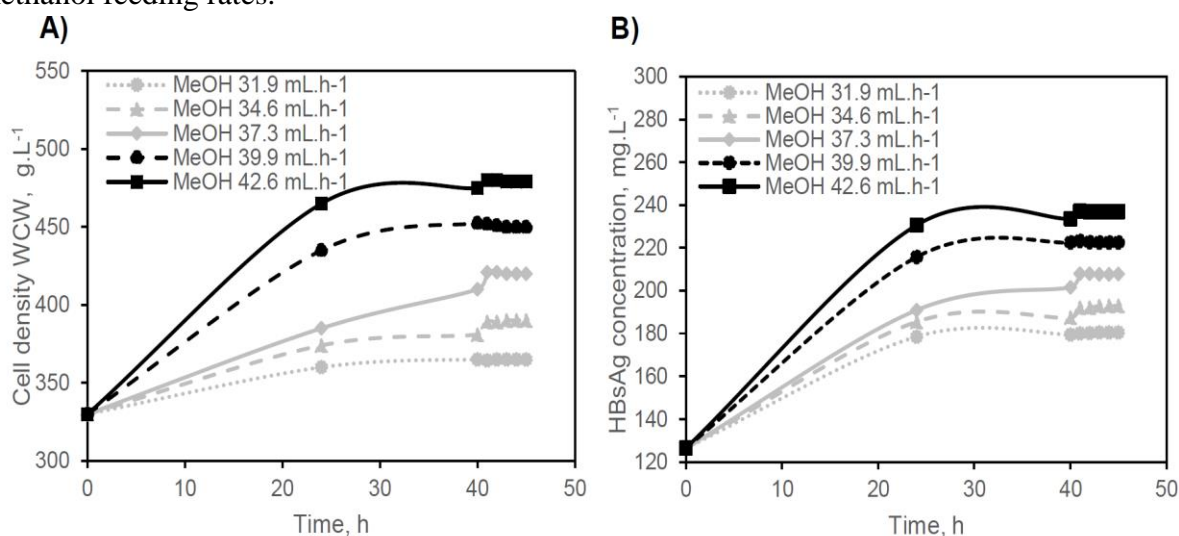 methanol feeding rates.
A)
550
500
450
400
350
300
Cell density WCW, g.L-1
MeOH 31.9 mL.h-1
MeOH 34.6 mL.h-1
MeOH 37.3 mL.h-1
MeOH 39.9 mL.h-1
MeOH 42.6 mL.h-1
0 10 20 30 40 50
Time, h
B)
300
280
260
240
220
200
180
160
140
120
HBsAg concentration, mg.L-1
MeOH 31.9 mL.h-1
MeOH 34.6 mL.h-1
MeOH 37.3 mL.h-1
MeOH 39.9 mL.h-1
MeOH 42.6 mL.h-1
0 10 20 30 40 50
Time, h